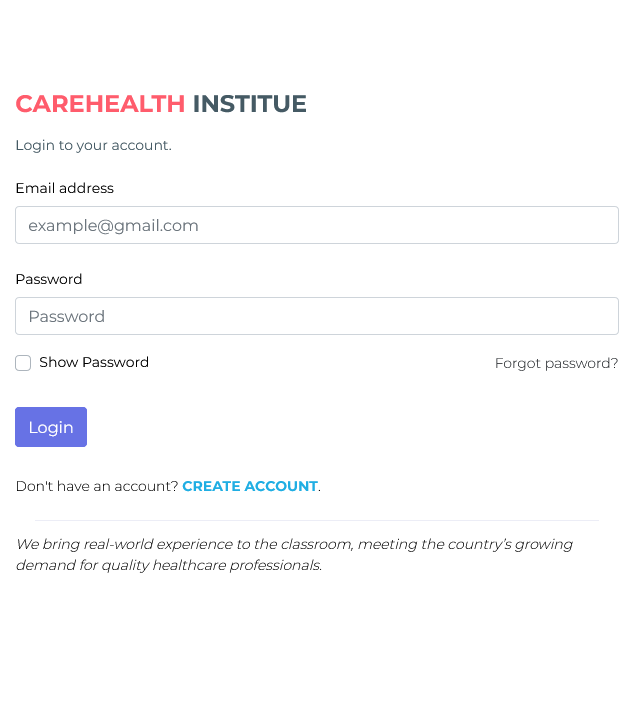 CAREHEALTH INSTITUE
Login to your account.
Email address
example@gmail.com
Password
Password
Show Password
Forgot password?
Login
Don't have an account? CREATE ACCOUNT.
We bring real-world experience to the classroom, meeting the country’s growing
demand for quality healthcare professionals.